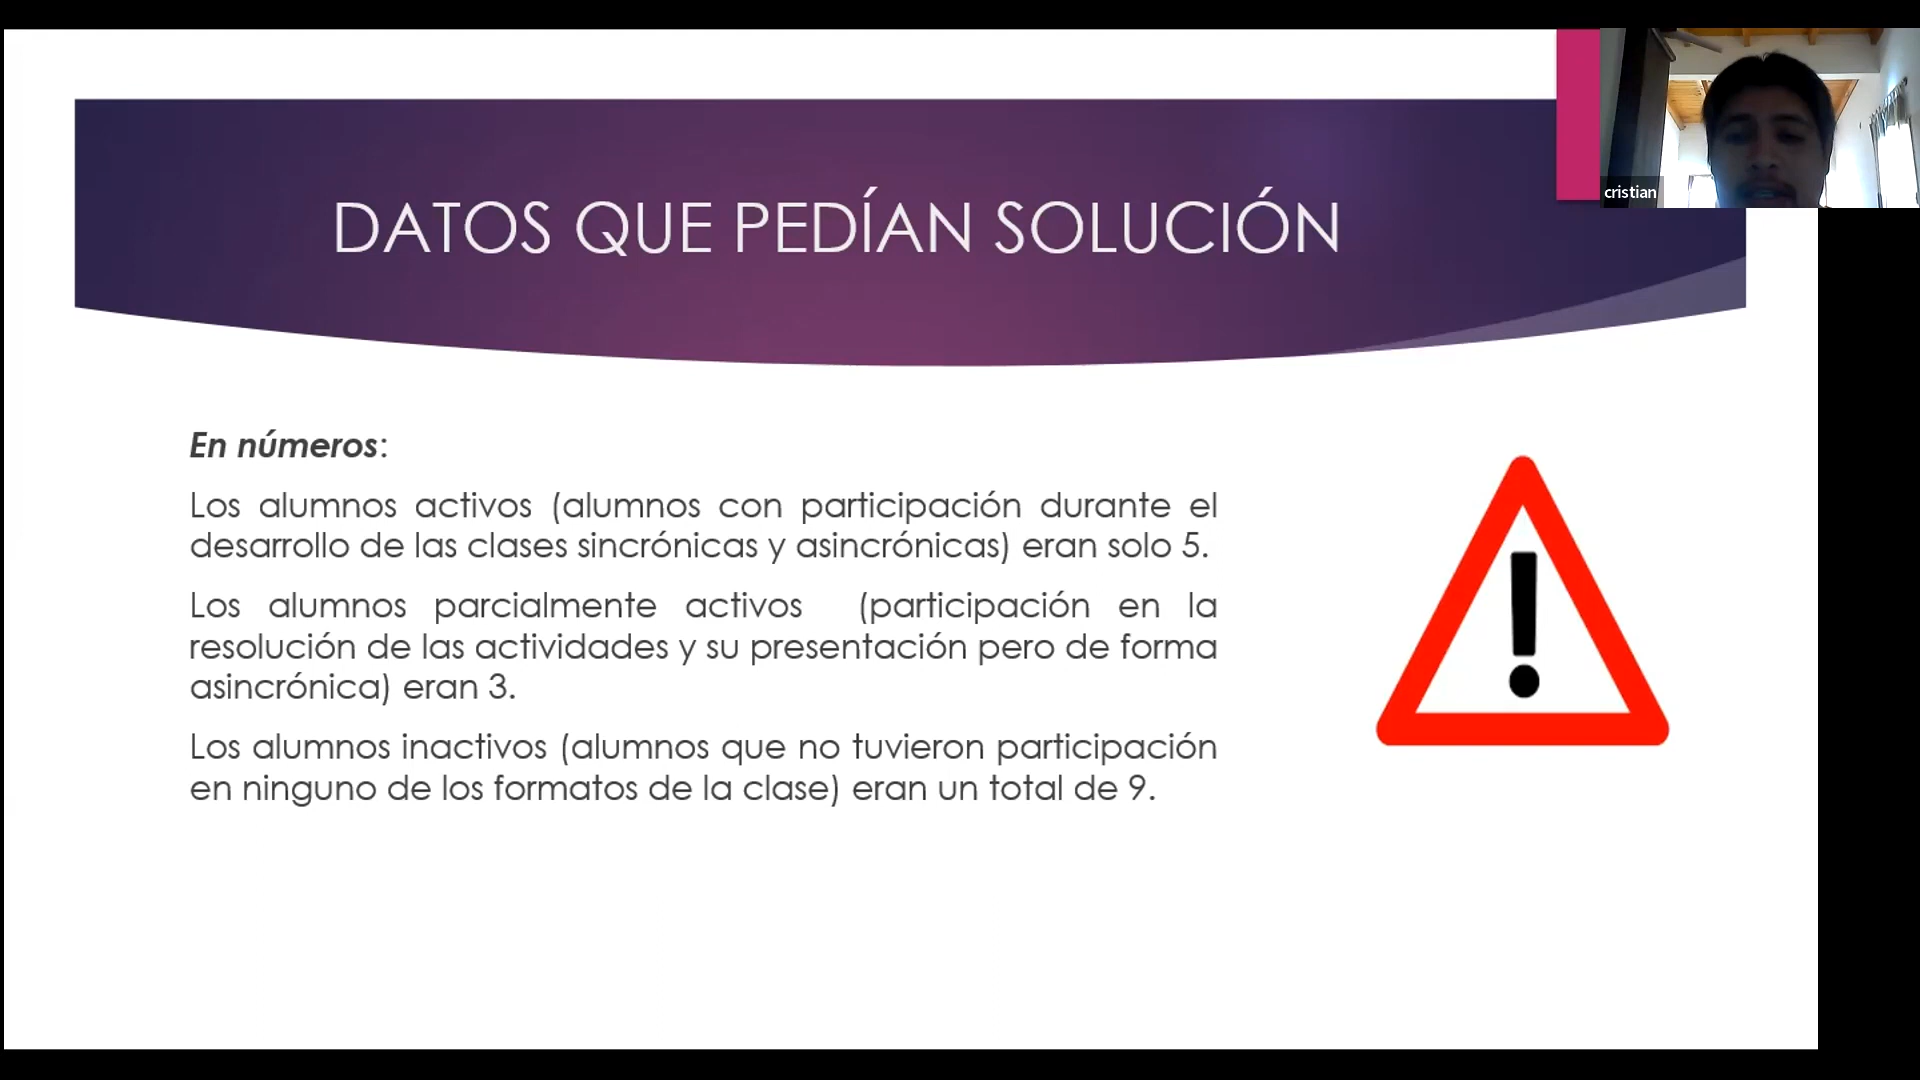 cristian
DATOS QUE PEDÍAN SOLUCIÓN
En números:
Los alumnos activos (alumnos con participación durante el
desarrollo de las clases sincrónicas y asincrónicas) eran solo 5.
Los alumnos parcialmente activos (participación en la
resolución de las actividades y su presentación pero de forma
asincrónica) eran 3.
Los alumnos inactivos (alumnos que no tuvieron participación
en ninguno de los formatos de la clase) eran un total de 9.